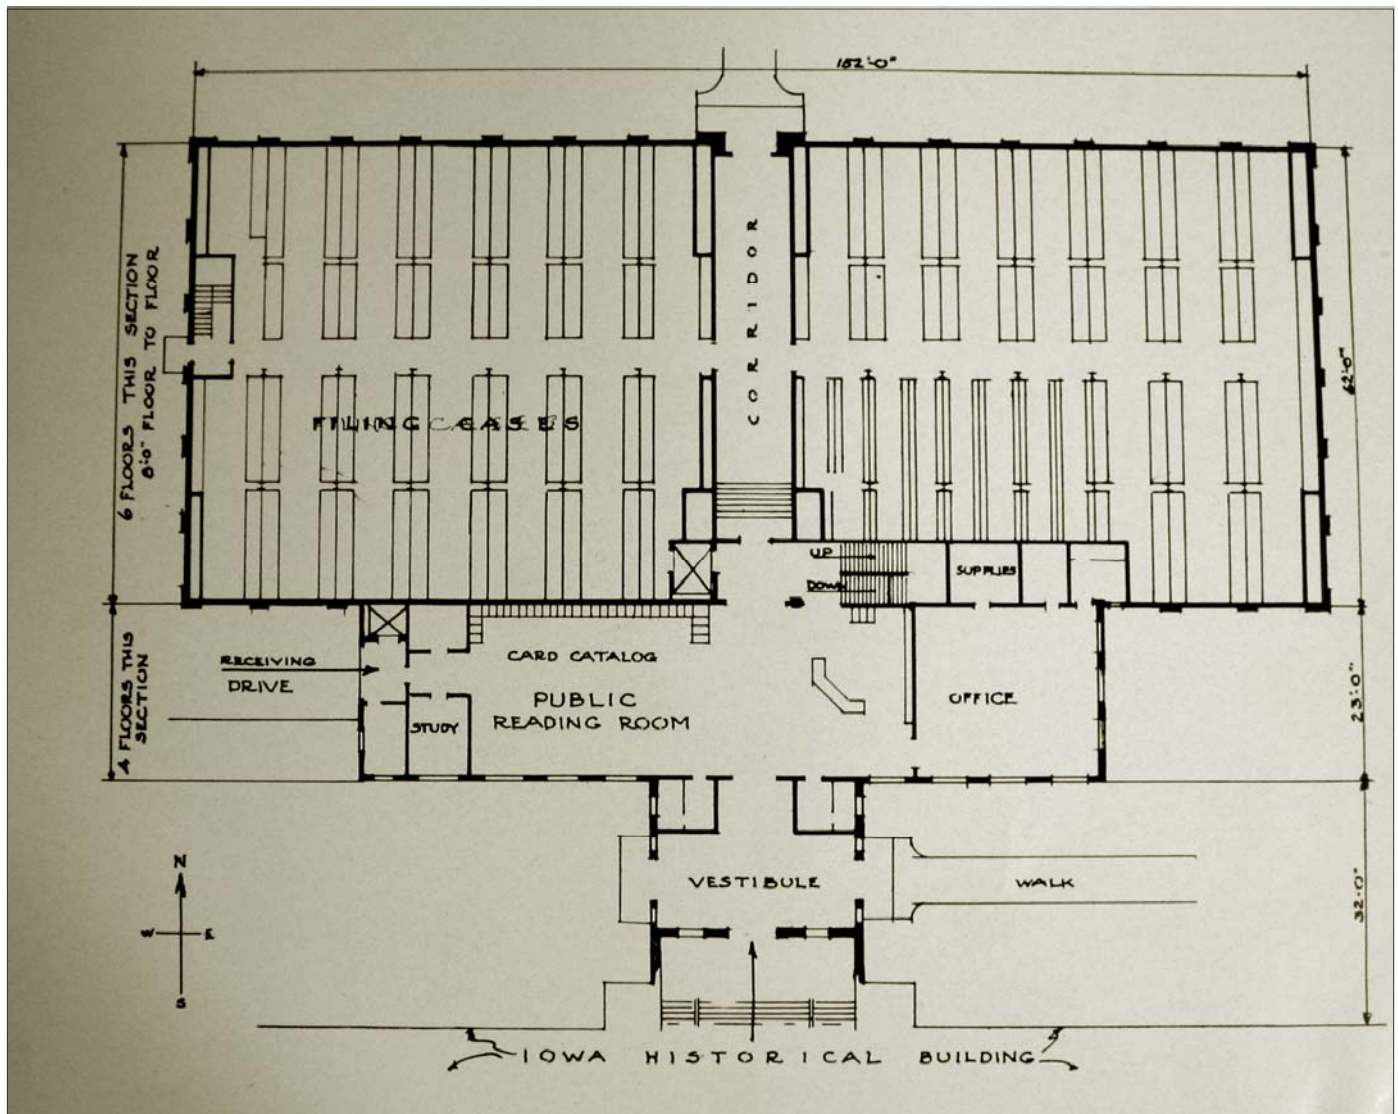 152'-0"
6 FLOORS THIS SECTION
8'-0" FLOOR TO FLOOR
CORRIDOR
62'-0"
FILING CASES
UP
DOWN
SUPPLIES
4 FLOORS THIS
SECTION
RECEIVING
DRIVE
CARD CATALOG
PUBLIC
READING ROOM
STUDY
OFFICE
23'-0"
VESTIBULE
WALK
32'-0"
N
W E
S
IOWA HISTORICAL BUILDING